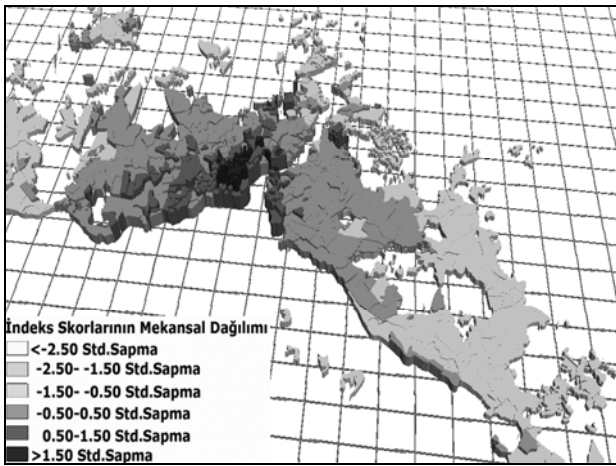 İndeks Skorlarının Mekansal Dağılımı
<-2.50 Std.Sapma
-2.50- -1.50 Std.Sapma
-1.50- -0.50 Std.Sapma
-0.50-0.50 Std.Sapma
0.50-1.50 Std.Sapma
>1.50 Std.Sapma